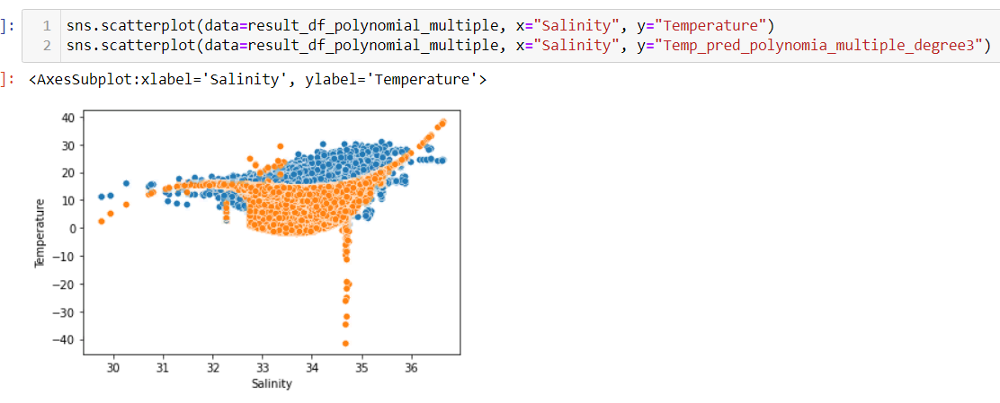 ]: 1 sns.scatterplot(data=result_df_polynomial_multiple, x="Salinity", y="Temperature")
2 sns.scatterplot(data=result_df_polynomial_multiple, x="Salinity", y="Temp_pred_polynomia_multiple_degree3")
]: <AxesSubplot:xlabel='Salinity', ylabel='Temperature'>
40
30
20
10
0
−10
−20
−30
−40
Temperature
30 31 32 33 34 35 36
Salinity